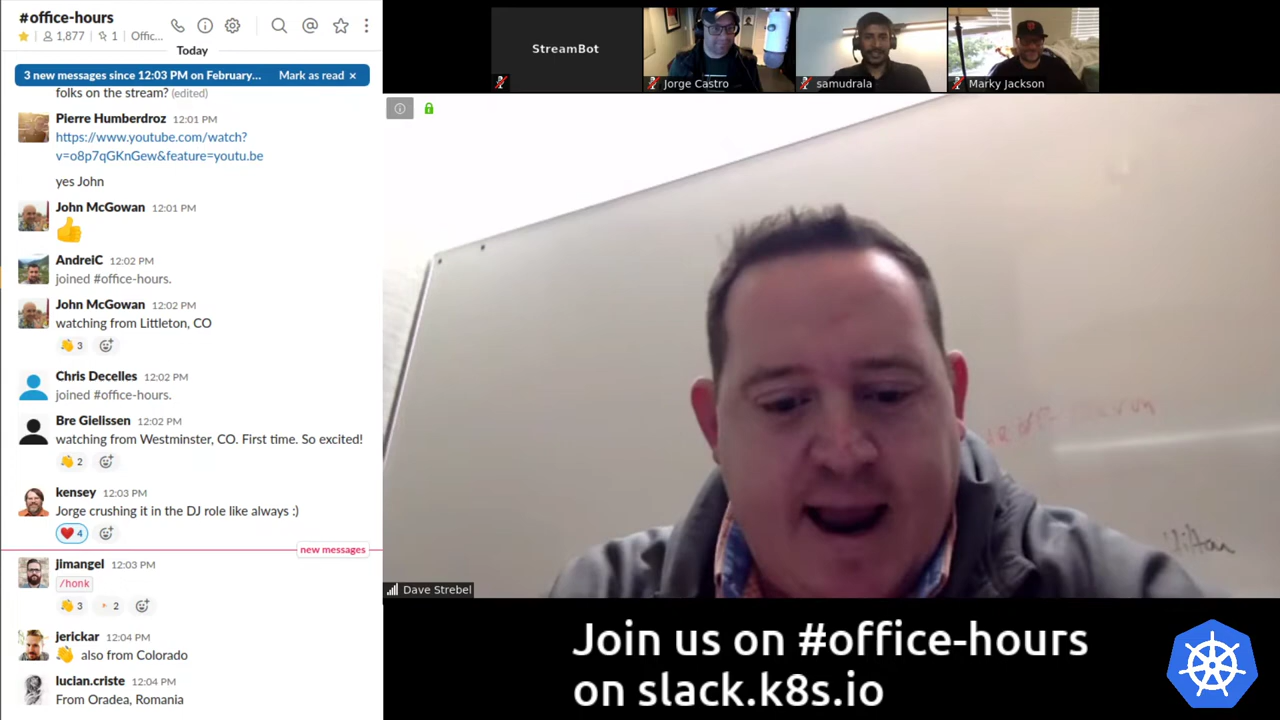 #office-hours
1,877
1
Offic...
Today
3 new messages since 12:03 PM on February...
Mark as read ×
folks on the stream? (edited)
Pierre Humberdroz 12:01 PM
https://www.youtube.com/watch?
v=o8p7qGKnGew&feature=youtu.be
yes John
John McGowan 12:01 PM
AndreiC 12:02 PM
joined #office-hours.
John McGowan 12:02 PM
watching from Littleton, CO
3
Chris Decelles 12:02 PM
joined #office-hours.
Bre Gielissen 12:02 PM
watching from Westminster, CO. First time. So excited!
2
kensey 12:03 PM
Jorge crushing it in the DJ role like always :)
4
new messages
jimangel 12:03 PM
/honk
3
2
jerickar 12:04 PM
also from Colorado
lucian.criste 12:04 PM
From Oradea, Romania
StreamBot
Jorge Castro
samudrala
Marky Jackson
Dave Strebel
Join us on #office-hours
on slack.k8s.io